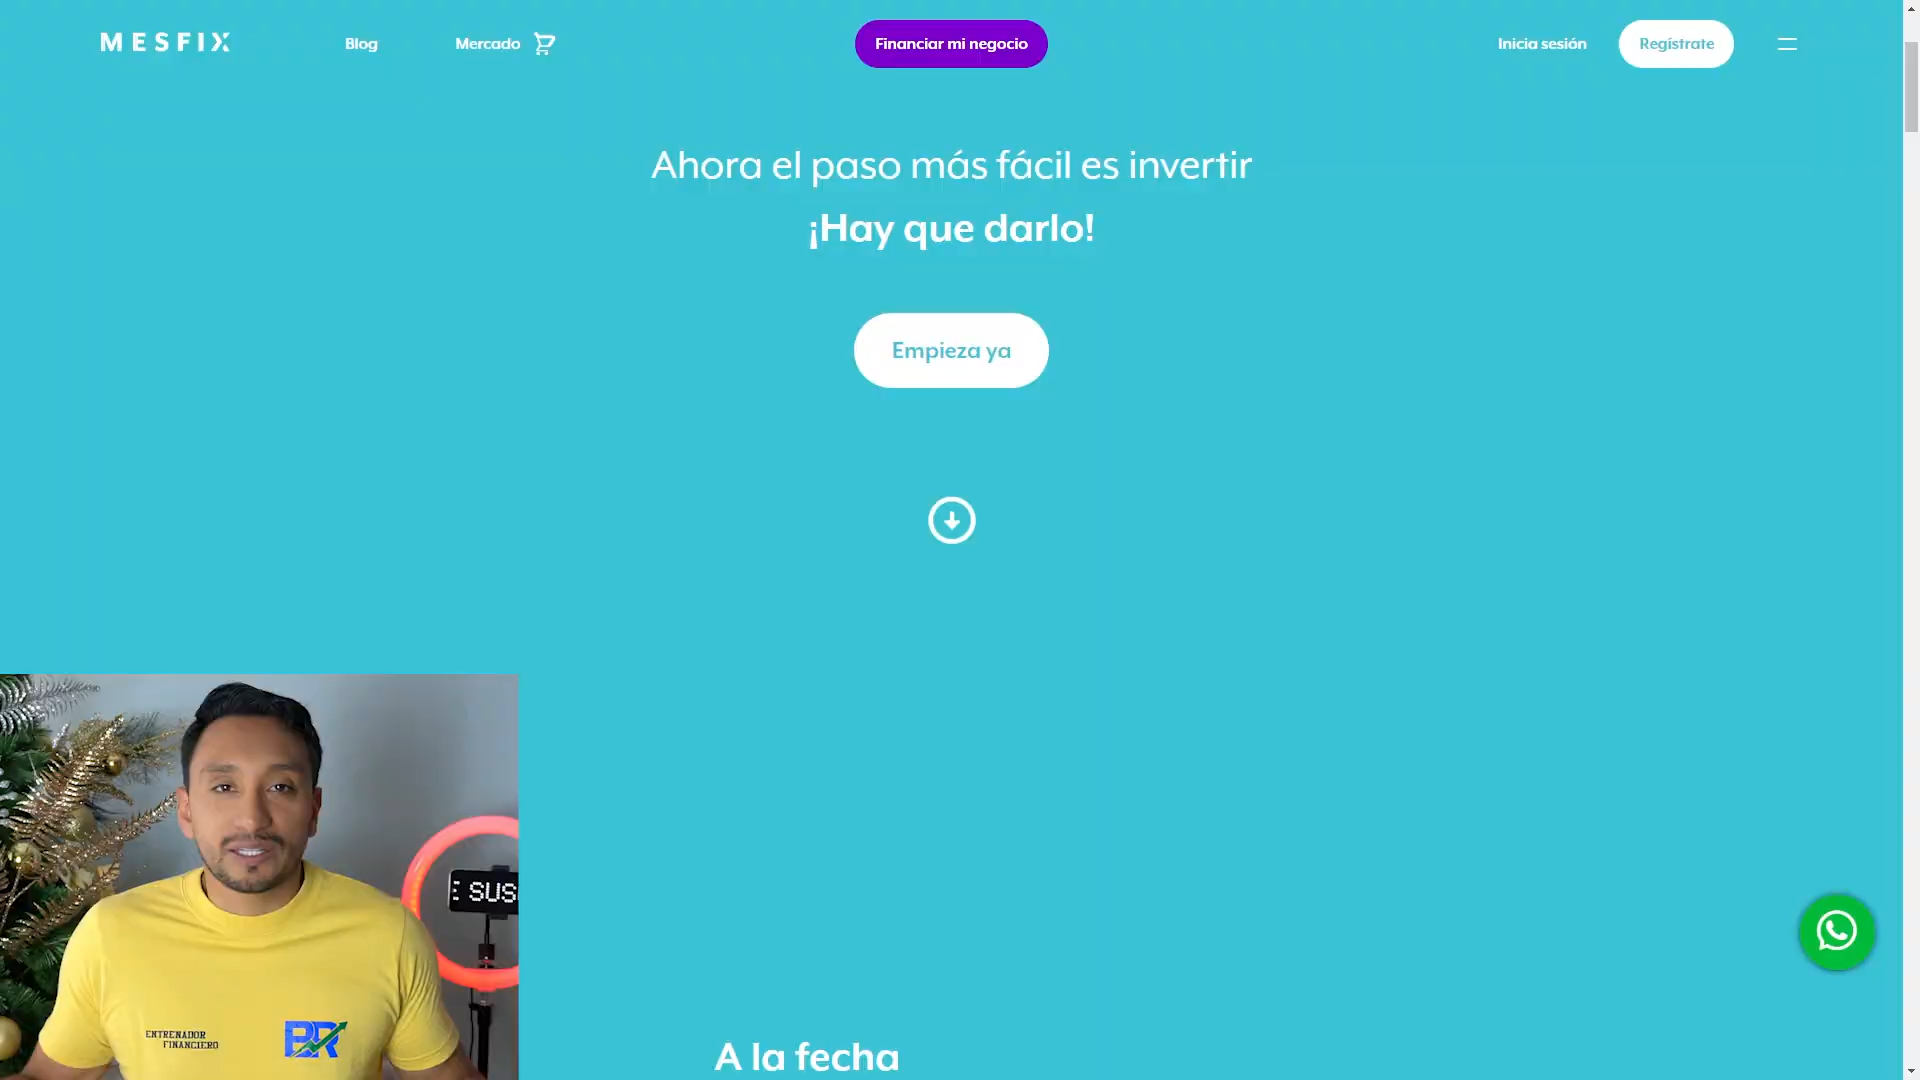 MESFIX
Blog
Mercado
Financiar mi negocio
Inicia sesión
Regístrate
Ahora el paso más fácil es invertir
¡Hay que darlo!
Empieza ya
SUS
ENTRENADOR
FINANCIERO
BR
A la fecha